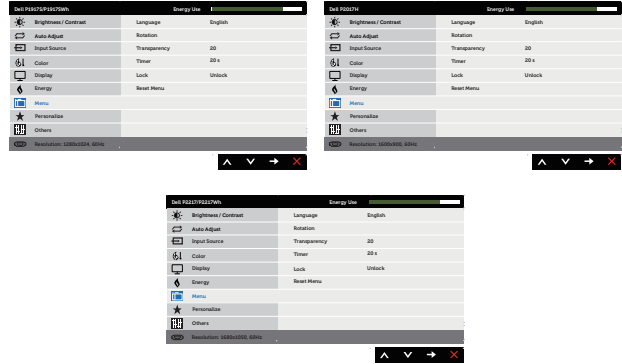 Dell P1917S/P1917SWh Energy Use
Brightness / Contrast Language English
Auto Adjust Rotation
Input Source Transparency 20
Color Timer 20 s
Display Lock Unlock
Energy Reset Menu
Menu
Personalize
Others
Resolution: 1280x1024, 60Hz
Dell P2017H Energy Use
Brightness / Contrast Language English
Auto Adjust Rotation
Input Source Transparency 20
Color Timer 20 s
Display Lock Unlock
Energy Reset Menu
Menu
Personalize
Others
Resolution: 1600x900, 60Hz
Dell P2217/P2217Wh Energy Use
Brightness / Contrast Language English
Auto Adjust Rotation
Input Source Transparency 20
Color Timer 20 s
Display Lock Unlock
Energy Reset Menu
Menu
Personalize
Others
Resolution: 1680x1050, 60Hz